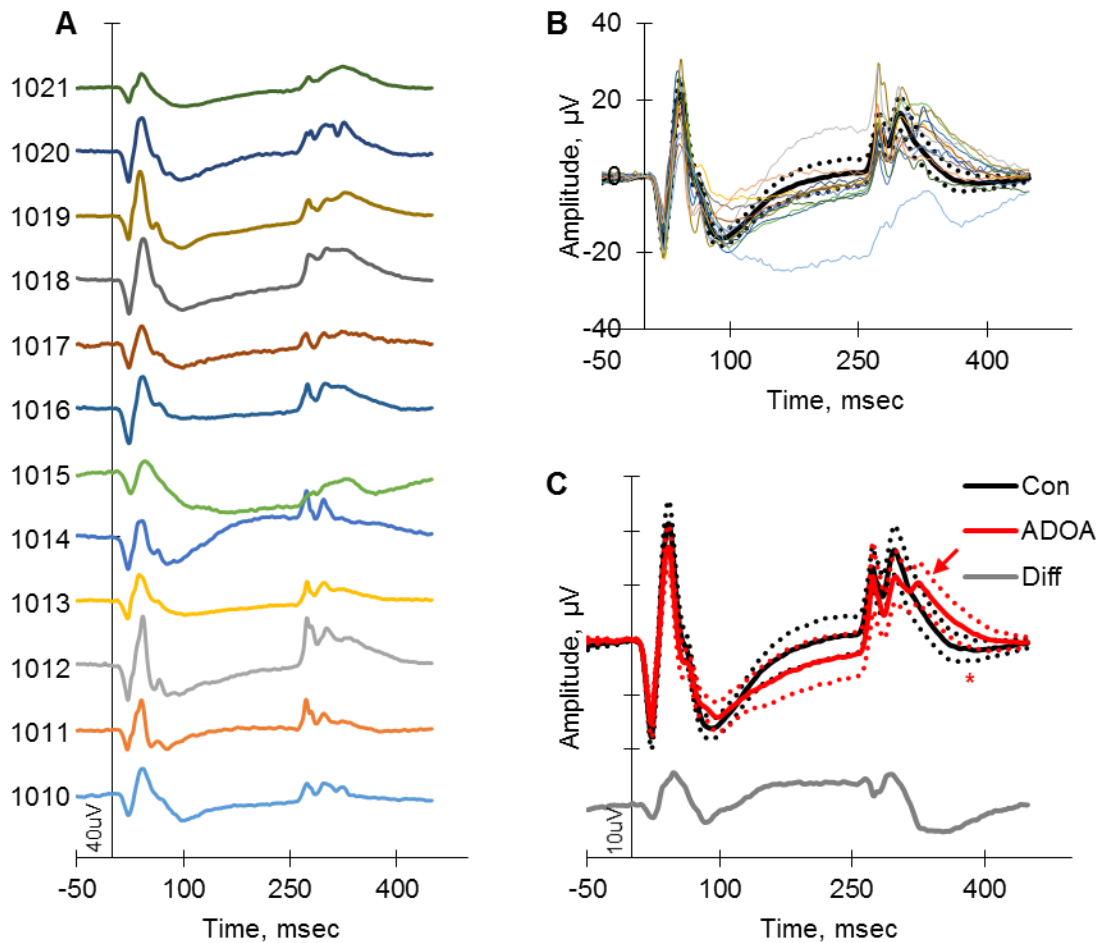 A
1021
1020
1019
1018
1017
1016
1015
1014
1013
1012
1011
1010
40uV
-50
100
250
400
Time, msec
B
Amplitude, µV
40
20
0
-20
-40
-50
100
250
400
Time, msec
C
Con
ADOA
Diff
Amplitude, µV
*
10uV
-50
100
250
400
Time, msec